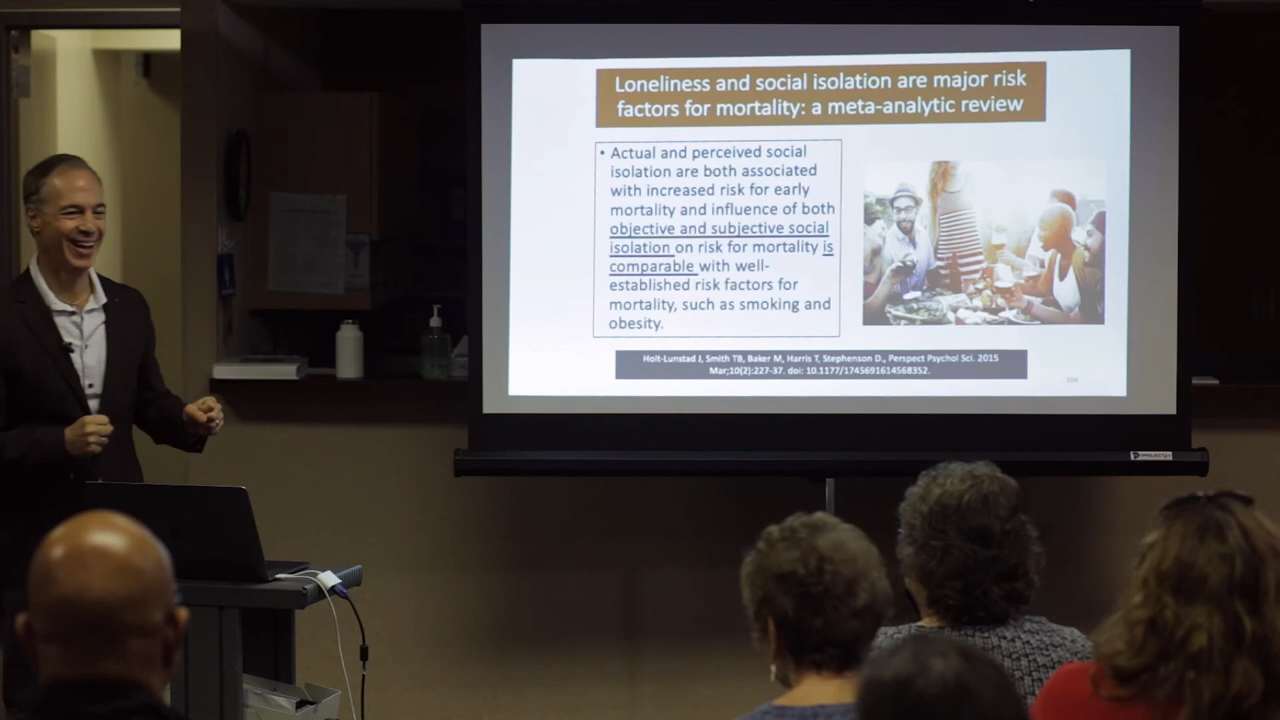 Loneliness and social isolation are major risk
factors for mortality: a meta-analytic review
• Actual and perceived social
isolation are both associated
with increased risk for early
mortality and influence of both
objective and subjective social
isolation on risk for mortality is
comparable with well-
established risk factors for
mortality, such as smoking and
obesity.
Holt-Lunstad J, Smith TB, Baker M, Harris T, Stephenson D., Perspect Psychol Sci. 2015
Mar;10(2):227-37. doi: 10.1177/1745691614568352.